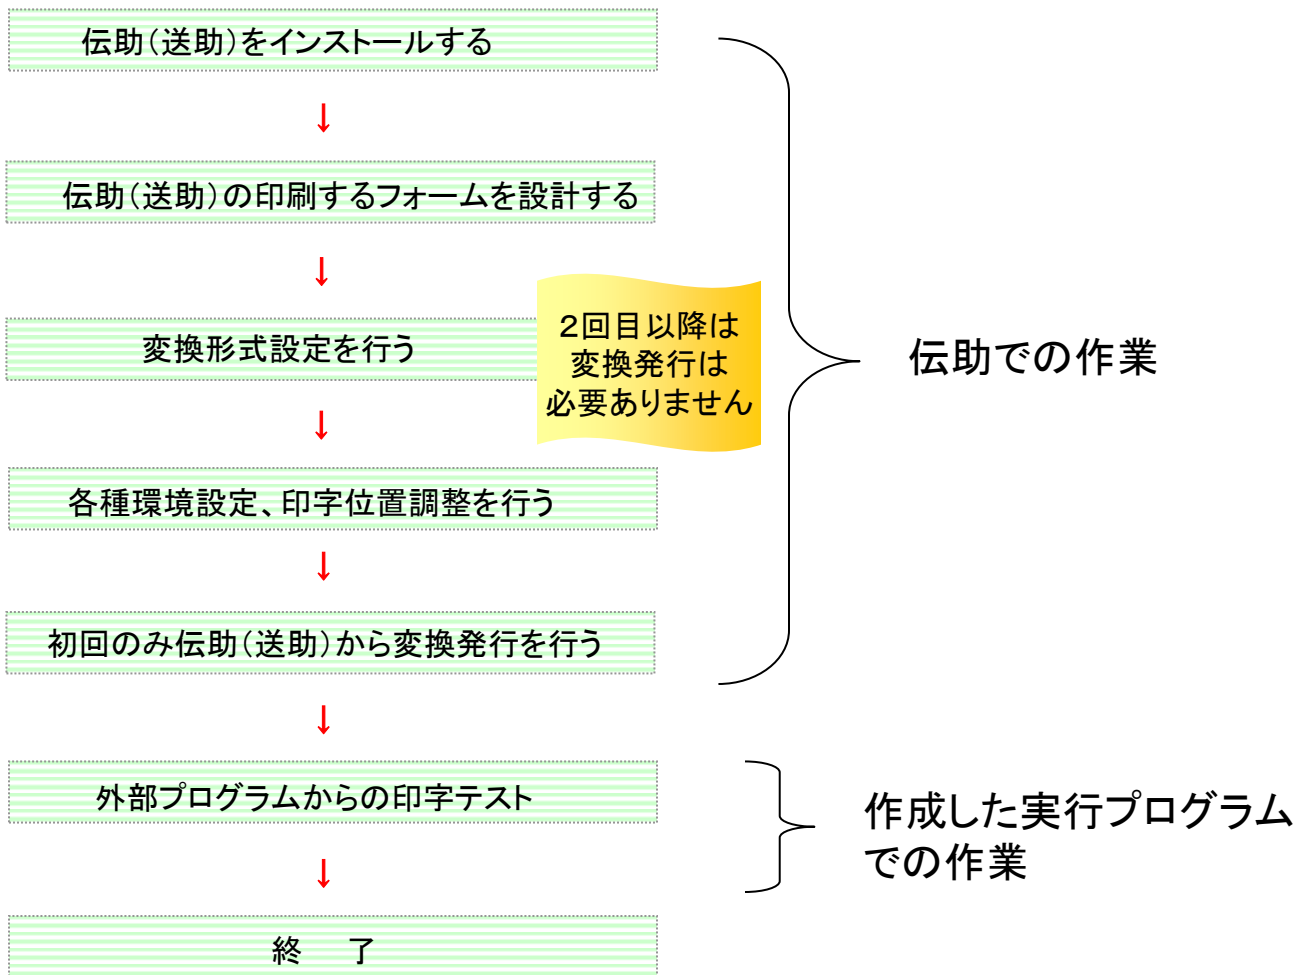 伝助（送助）をインストールする
↓
伝助（送助）の印刷するフォームを設計する
↓
変換形式設定を行う
２回目以降は
変換発行は
必要ありません
伝助での作業
↓
各種環境設定、印字位置調整を行う
↓
初回のみ伝助（送助）から変換発行を行う
↓
外部プログラムからの印字テスト
作成した実行プログラム
での作業
↓
終　了